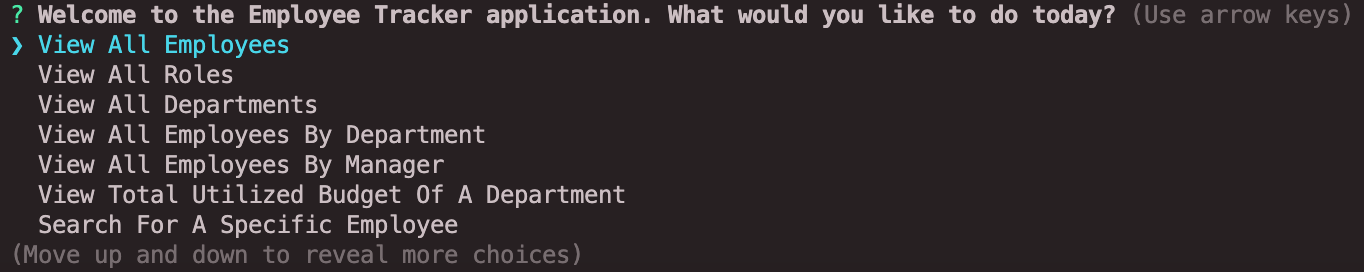 ? Welcome to the Employee Tracker application. What would you like to do today? (Use arrow keys)
❯ View All Employees
View All Roles
View All Departments
View All Employees By Department
View All Employees By Manager
View Total Utilized Budget Of A Department
Search For A Specific Employee
(Move up and down to reveal more choices)